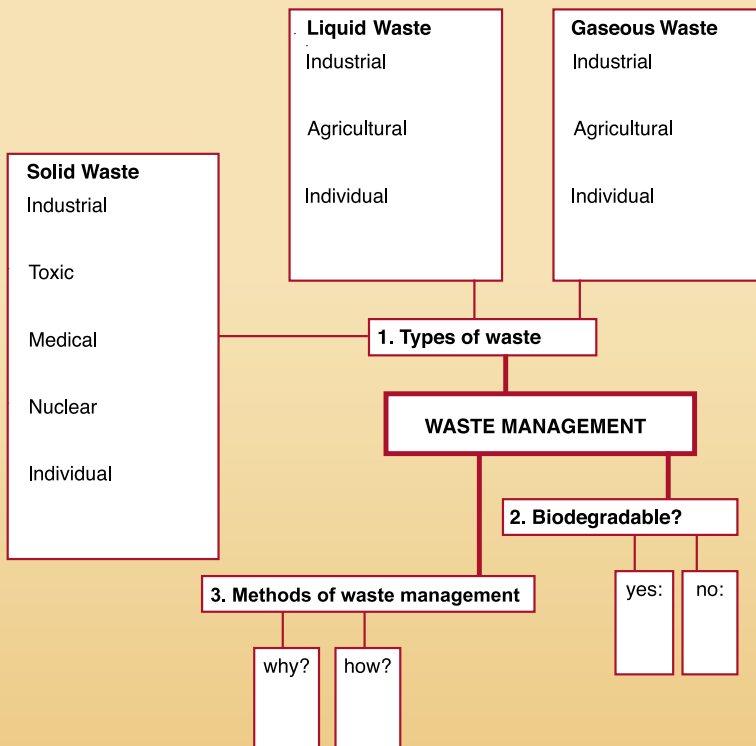 Liquid Waste
Industrial
Agricultural
Individual
Gaseous Waste
Industrial
Agricultural
Individual
Solid Waste
Industrial
Toxic
Medical
Nuclear
Individual
1. Types of waste
WASTE MANAGEMENT
2. Biodegradable?
yes:
no:
3. Methods of waste management
why?
how?